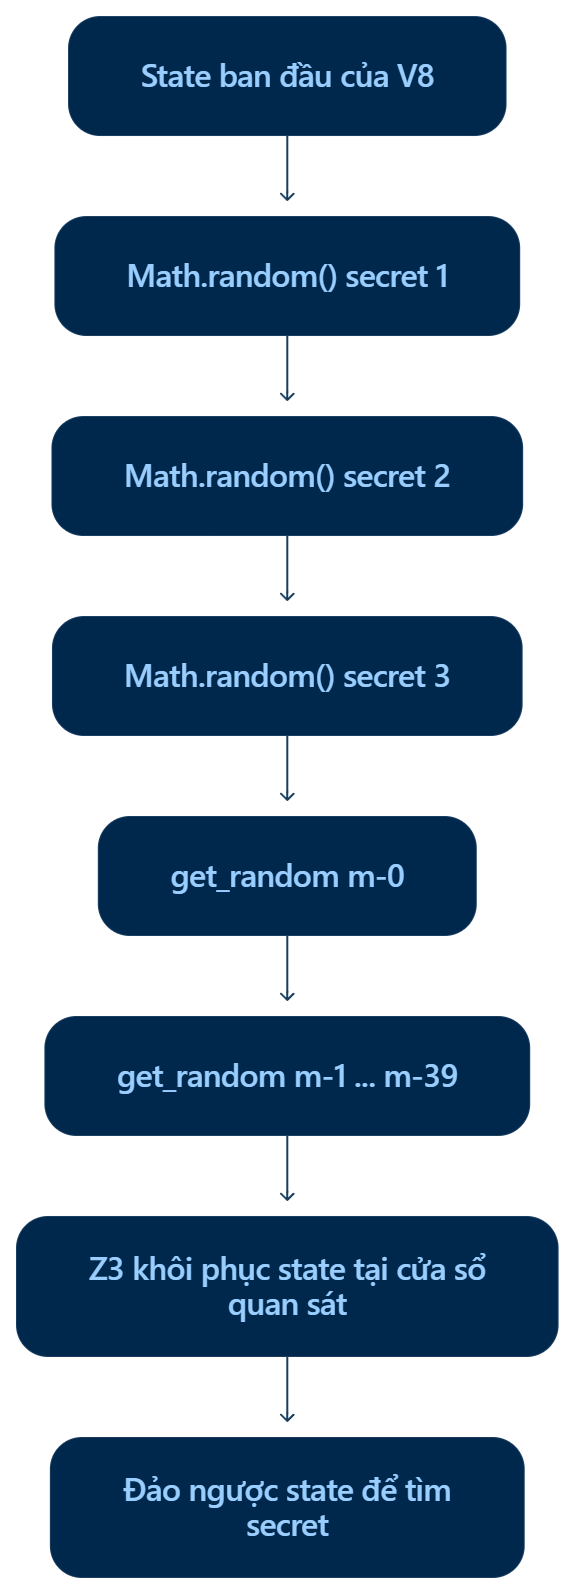 State ban đầu của V8
Math.random() secret 1
Math.random() secret 2
Math.random() secret 3
get_random m-0
get_random m-1 ... m-39
Z3 khôi phục state tại cửa sổ
quan sát
Đảo ngược state để tìm
secret